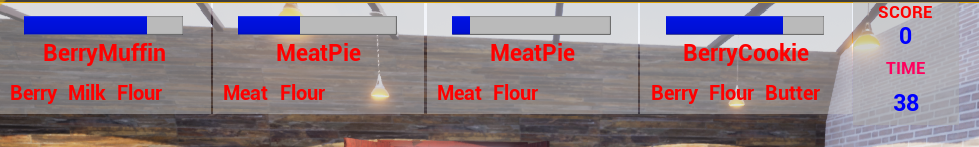 BerryMuffin
Berry Milk Flour
MeatPie
Meat Flour
MeatPie
Meat Flour
BerryCookie
Berry Flour Butter
SCORE
0
TIME
38